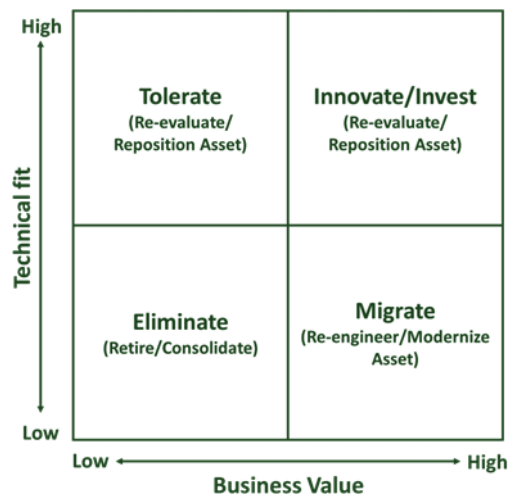 High
Tolerate
(Re-evaluate/
Reposition Asset)
Innovate/Invest
(Re-evaluate/
Reposition Asset)
Technical fit
Eliminate
(Retire/Consolidate)
Migrate
(Re-engineer/Modernize
Asset)
Low
Low
High
Business Value